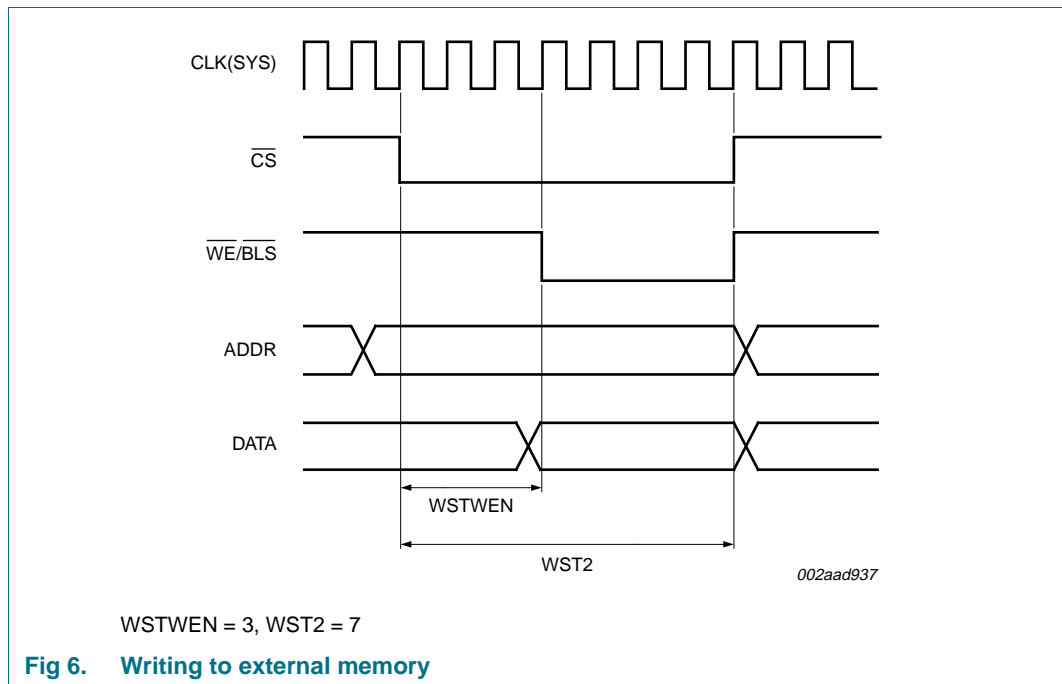 CLK(SYS)
CS
WE/BLS
ADDR
DATA
WSTWEN
WST2
002aad937
WSTWEN = 3, WST2 = 7
Fig 6. Writing to external memory